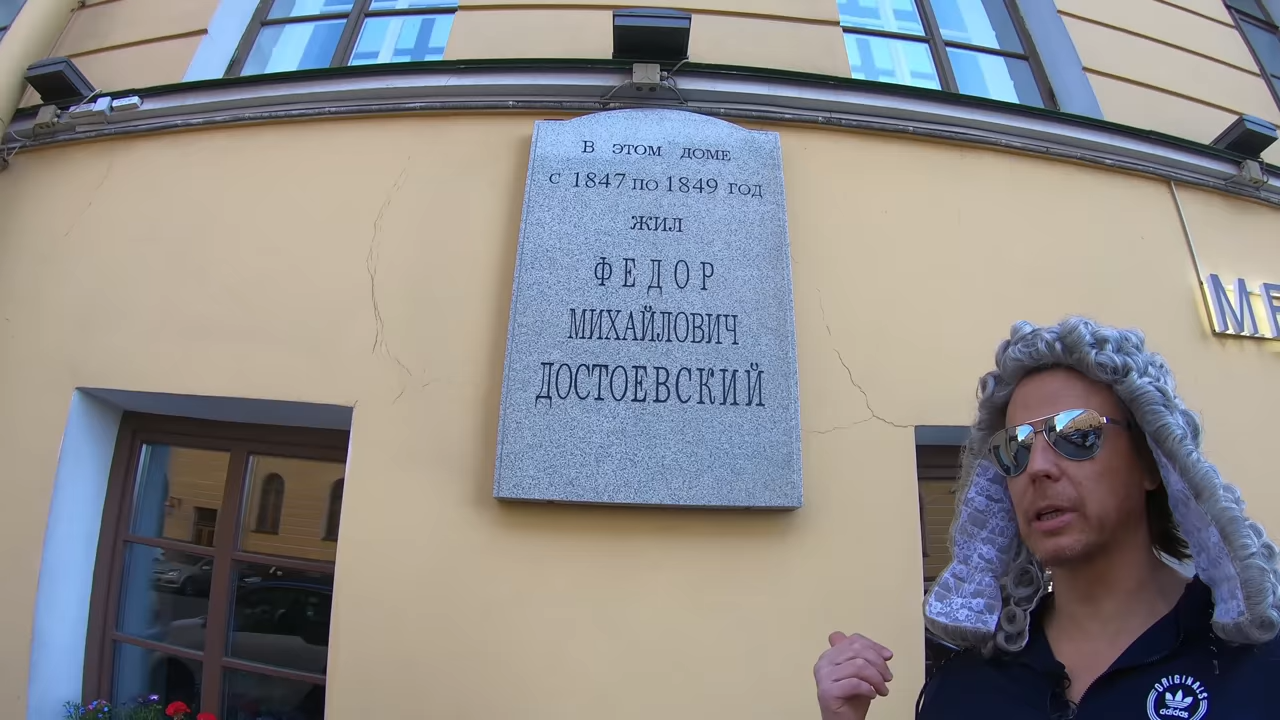 В ЭТОМ ДОМЕ
С 1847 ПО 1849 ГОД
ЖИЛ
ФЕДОР
МИХАЙЛОВИЧ
ДОСТОЕВСКИЙ
ORIGINALS
adidas